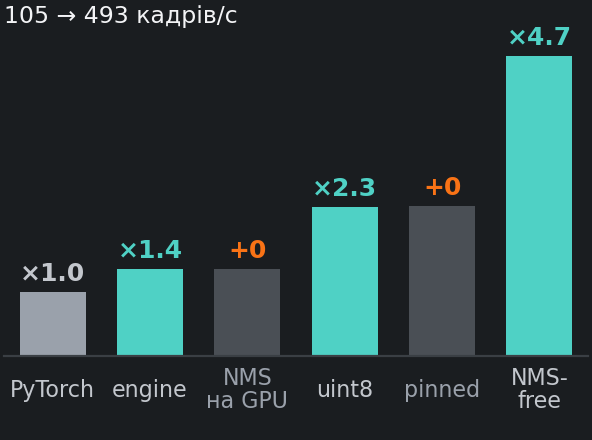 105 → 493 кадрів/с
×4.7
×2.3
+0
×1.4
+0
×1.0
PyTorch
engine
NMS
на GPU
uint8
pinned
NMS-
free